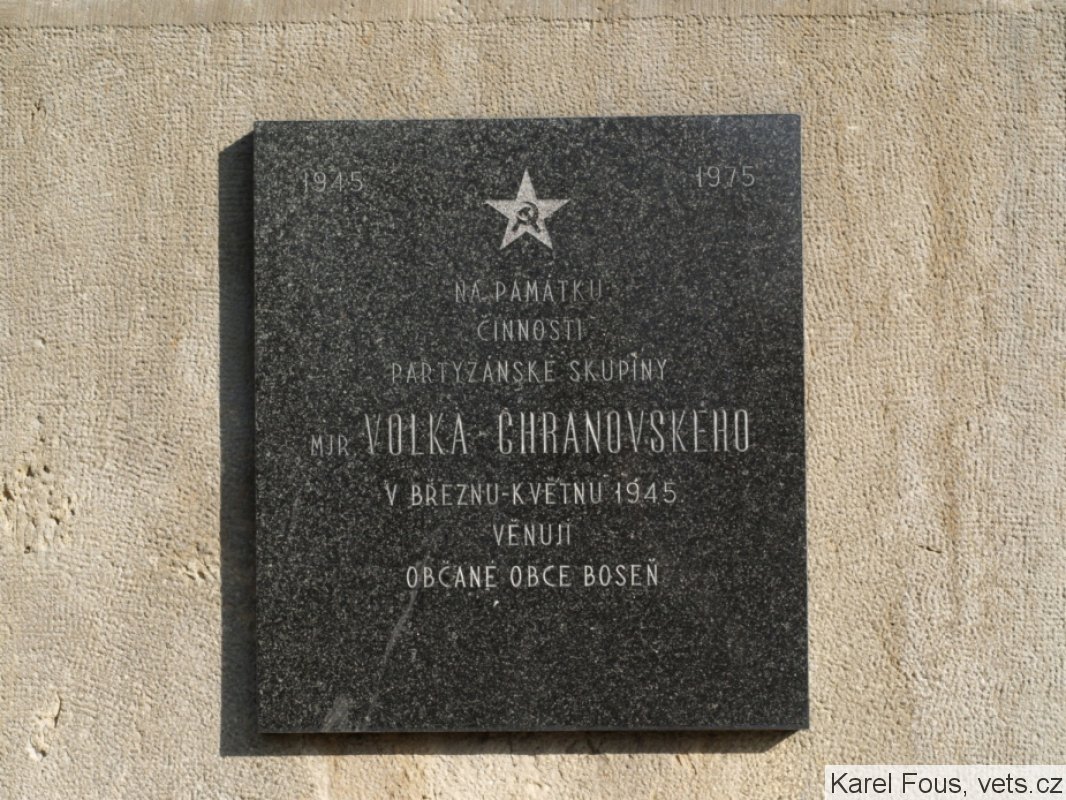 1945 1975
NA PAMÁTKU
ČINNOSTI
PARTYZÁNSKÉ SKUPINY
MJR. VOLKA-CHRANOVSKÉHO
V BŘEZNU-KVĚTNU 1945
VĚNUJÍ
OBČANÉ OBCE BOSEŇ
Karel Fous, vets.cz